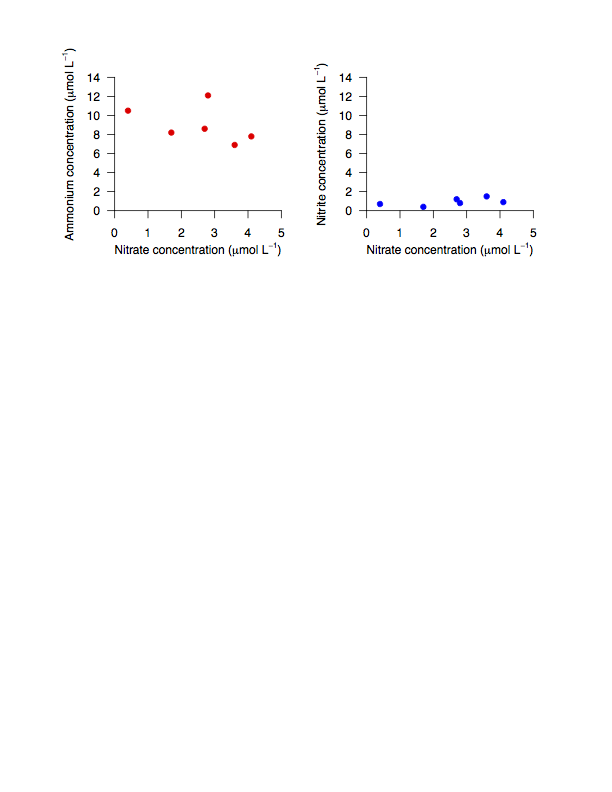 Ammonium concentration (μmol L⁻¹)
14
12
10
8
6
4
2
0
0 1 2 3 4 5
Nitrate concentration (μmol L⁻¹)
Nitrite concentration (μmol L⁻¹)
14
12
10
8
6
4
2
0
0 1 2 3 4 5
Nitrate concentration (μmol L⁻¹)